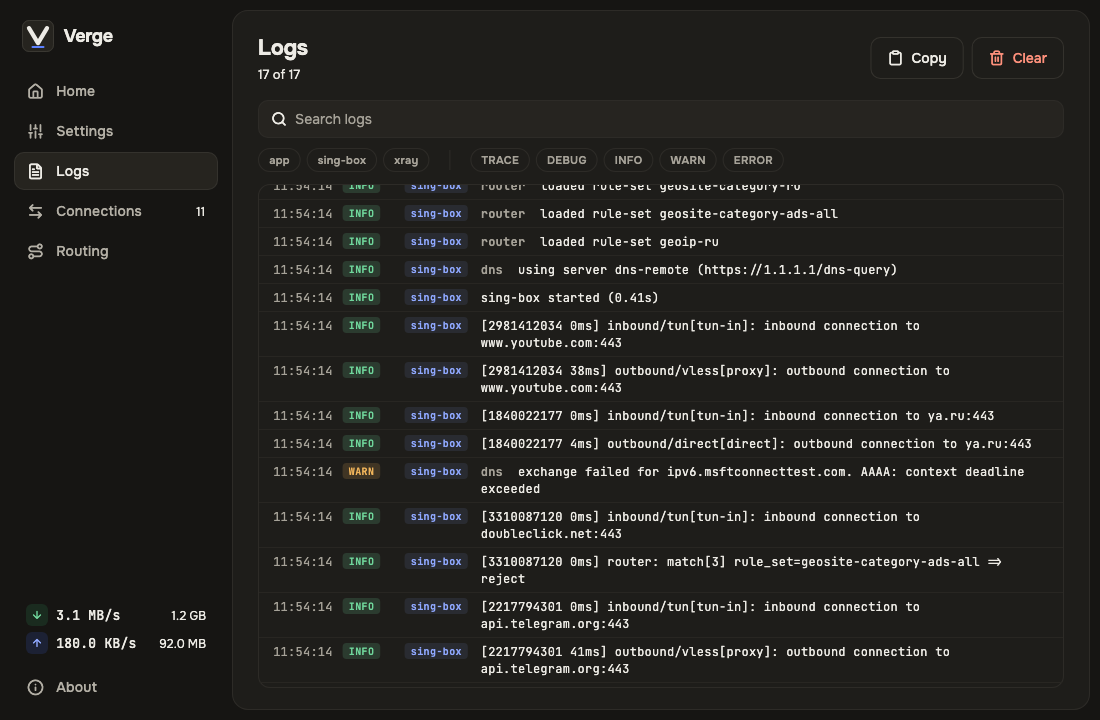 Verge
Home
Settings
Logs
Connections 11
Routing
3.1 MB/s 1.2 GB
180.0 KB/s 92.0 MB
About
Logs
17 of 17
Copy
Clear
Search logs
app sing-box xray TRACE DEBUG INFO WARN ERROR
11:54:14 INFO sing-box router loaded rule-set geosite-category-ru
11:54:14 INFO sing-box router loaded rule-set geosite-category-ads-all
11:54:14 INFO sing-box router loaded rule-set geoip-ru
11:54:14 INFO sing-box dns using server dns-remote (https://1.1.1.1/dns-query)
11:54:14 INFO sing-box sing-box started (0.41s)
11:54:14 INFO sing-box [2981412034 0ms] inbound/tun[tun-in]: inbound connection to
www.youtube.com:443
11:54:14 INFO sing-box [2981412034 38ms] outbound/vless[proxy]: outbound connection to
www.youtube.com:443
11:54:14 INFO sing-box [1840022177 0ms] inbound/tun[tun-in]: inbound connection to ya.ru:443
11:54:14 INFO sing-box [1840022177 4ms] outbound/direct[direct]: outbound connection to ya.ru:443
11:54:14 WARN sing-box dns exchange failed for ipv6.msftconnecttest.com. AAAA: context deadline
exceeded
11:54:14 INFO sing-box [3310087120 0ms] inbound/tun[tun-in]: inbound connection to
doubleclick.net:443
11:54:14 INFO sing-box [3310087120 0ms] router: match[3] rule_set=geosite-category-ads-all =>
reject
11:54:14 INFO sing-box [2217794301 0ms] inbound/tun[tun-in]: inbound connection to
api.telegram.org:443
11:54:14 INFO sing-box [2217794301 41ms] outbound/vless[proxy]: outbound connection to
api.telegram.org:443